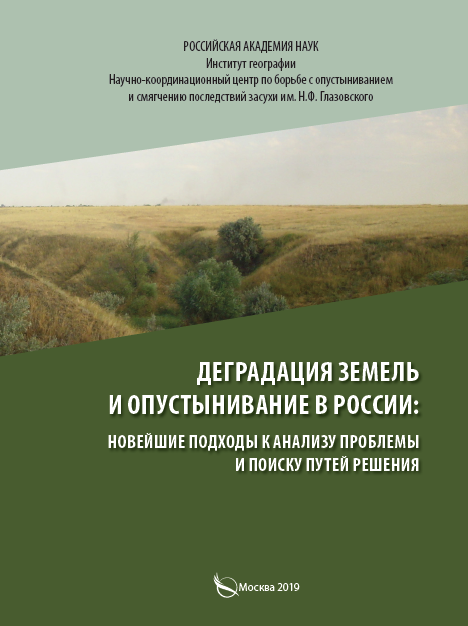 РОССИЙСКАЯ АКАДЕМИЯ НАУК
Институт географии
Научно-координационный центр по борьбе с опустыниванием
и смягчению последствий засухи им. Н.Ф. Глазовского
ДЕГРАДАЦИЯ ЗЕМЕЛЬ
И ОПУСТЫНИВАНИЕ В РОССИИ:
НОВЕЙШИЕ ПОДХОДЫ К АНАЛИЗУ ПРОБЛЕМЫ
И ПОИСКУ ПУТЕЙ РЕШЕНИЯ
Москва 2019